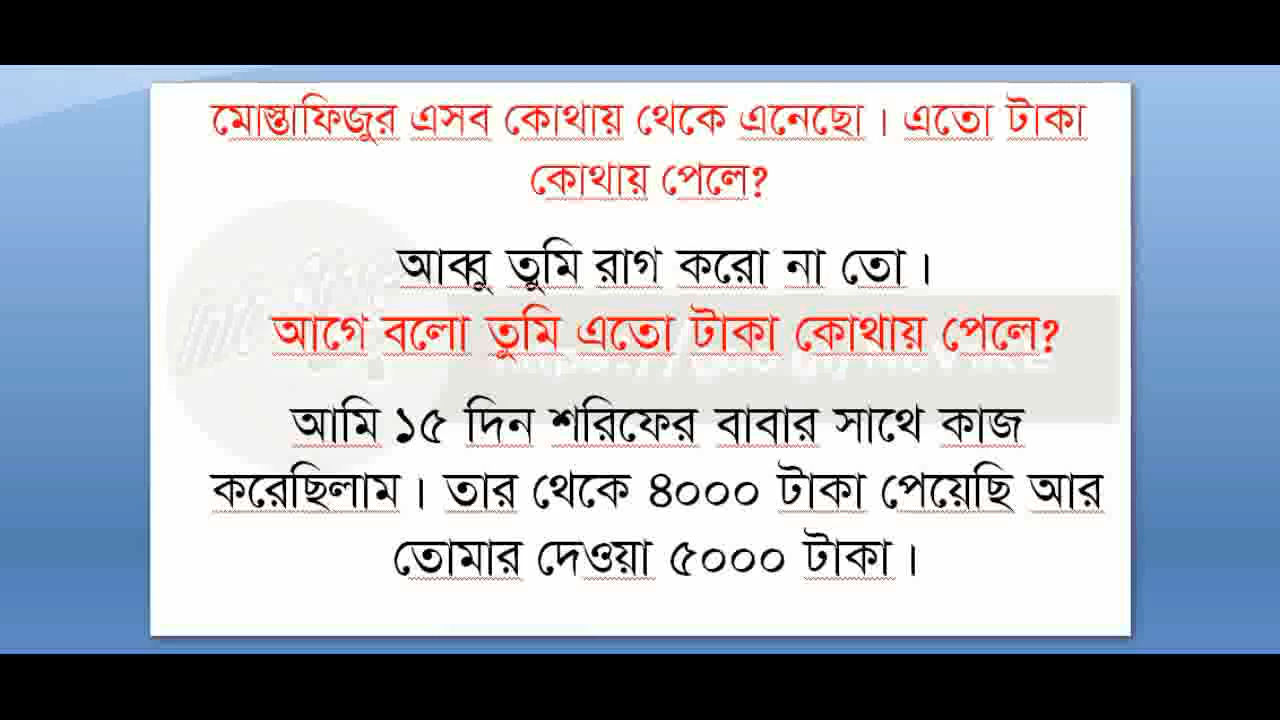 মোস্তাফিজুর এসব কোথায় থেকে এনেছো। এতো টাকা
কোথায় পেলে?
আব্বু তুমি রাগ করো না তো।
আগে বলো তুমি এতো টাকা কোথায় পেলে?
আমি ১৫ দিন শরিফের বাবার সাথে কাজ
করেছিলাম। তার থেকে ৪০০০ টাকা পেয়েছি আর
তোমার দেওয়া ৫০০০ টাকা।